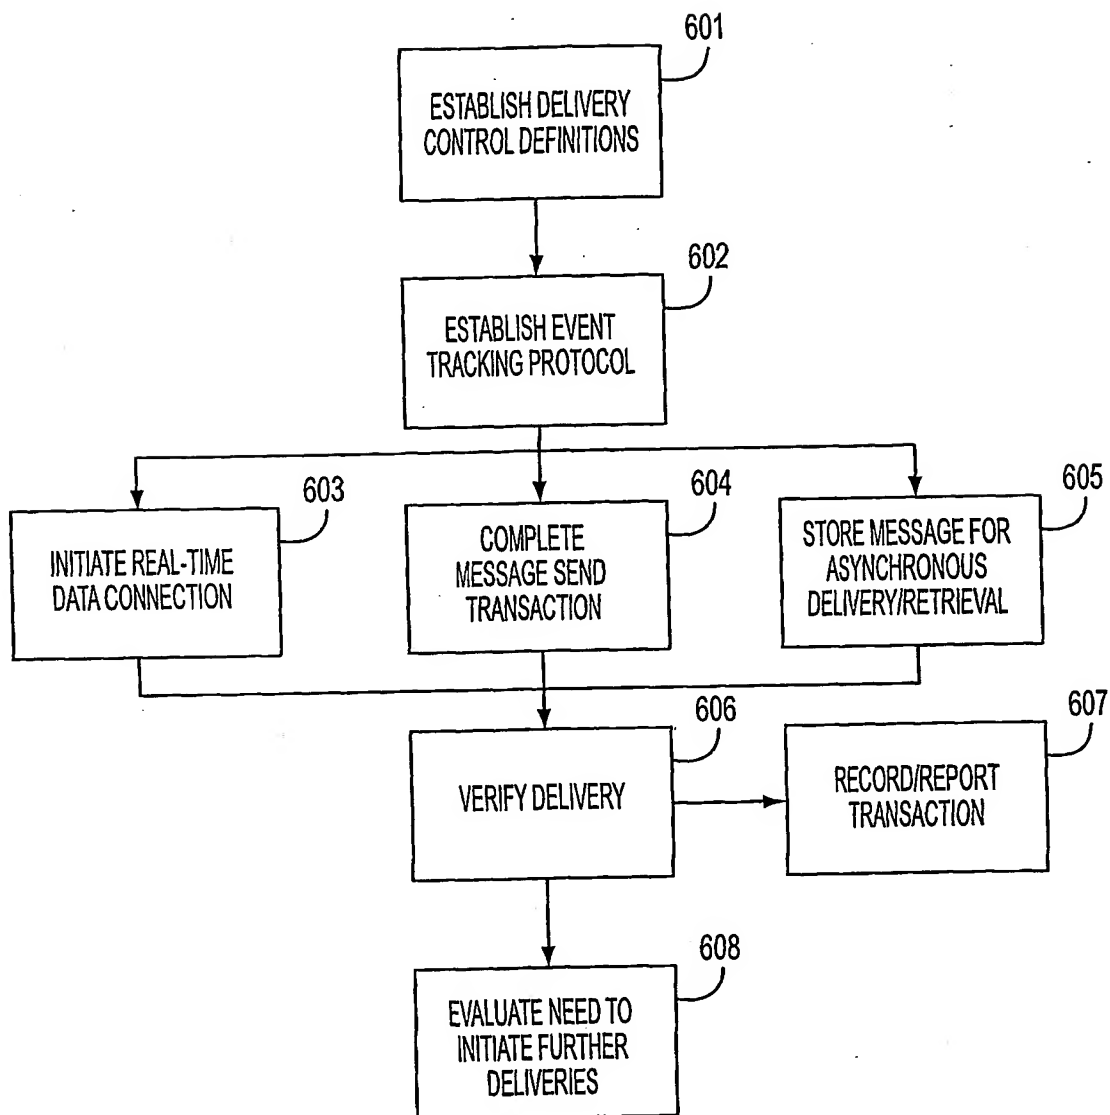 601
ESTABLISH DELIVERY
CONTROL DEFINITIONS
602
ESTABLISH EVENT
TRACKING PROTOCOL
603
INITIATE REAL-TIME
DATA CONNECTION
604
COMPLETE
MESSAGE SEND
TRANSACTION
605
STORE MESSAGE FOR
ASYNCHRONOUS
DELIVERY/RETRIEVAL
606
VERIFY DELIVERY
607
RECORD/REPORT
TRANSACTION
608
EVALUATE NEED TO
INITIATE FURTHER
DELIVERIES